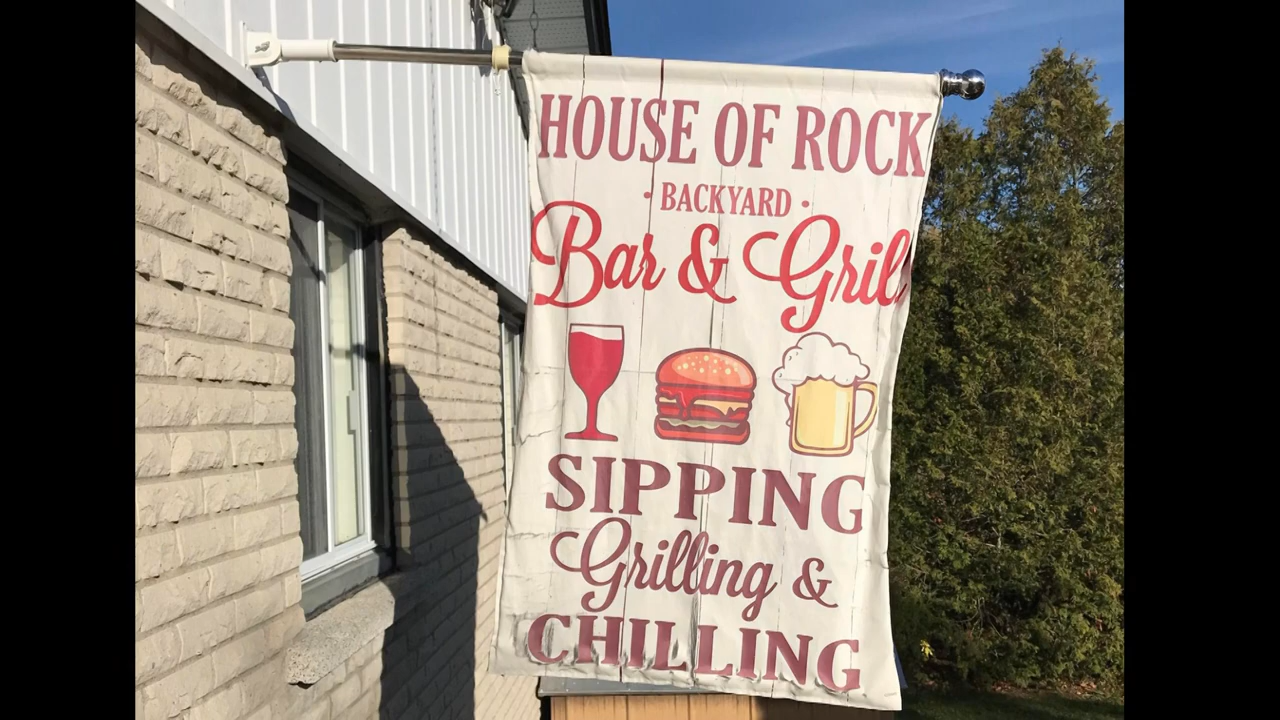 HOUSE OF ROCK
• BACKYARD •
Bar & Grill
SIPPING
Grilling &
CHILLING